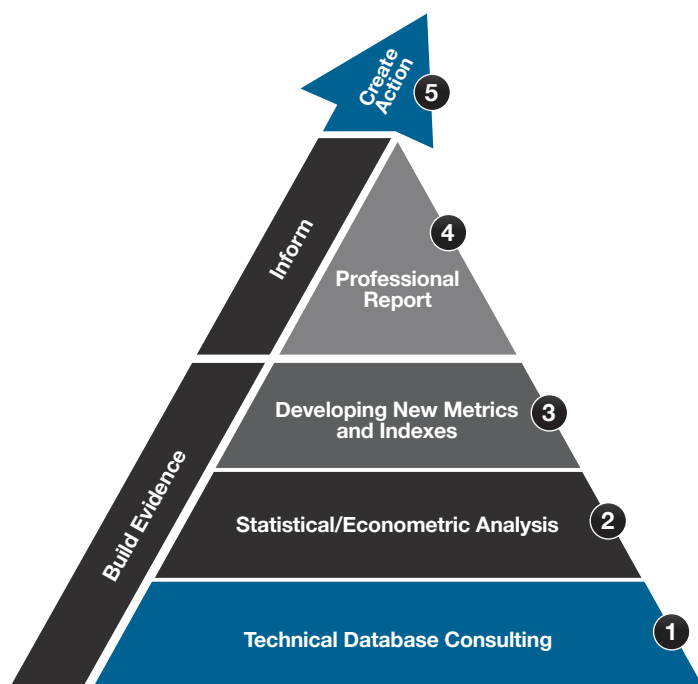 Create
Action
5
Inform
4
Professional
Report
Developing New Metrics
and Indexes
3
Build Evidence
Statistical/Econometric Analysis
2
Technical Database Consulting
1